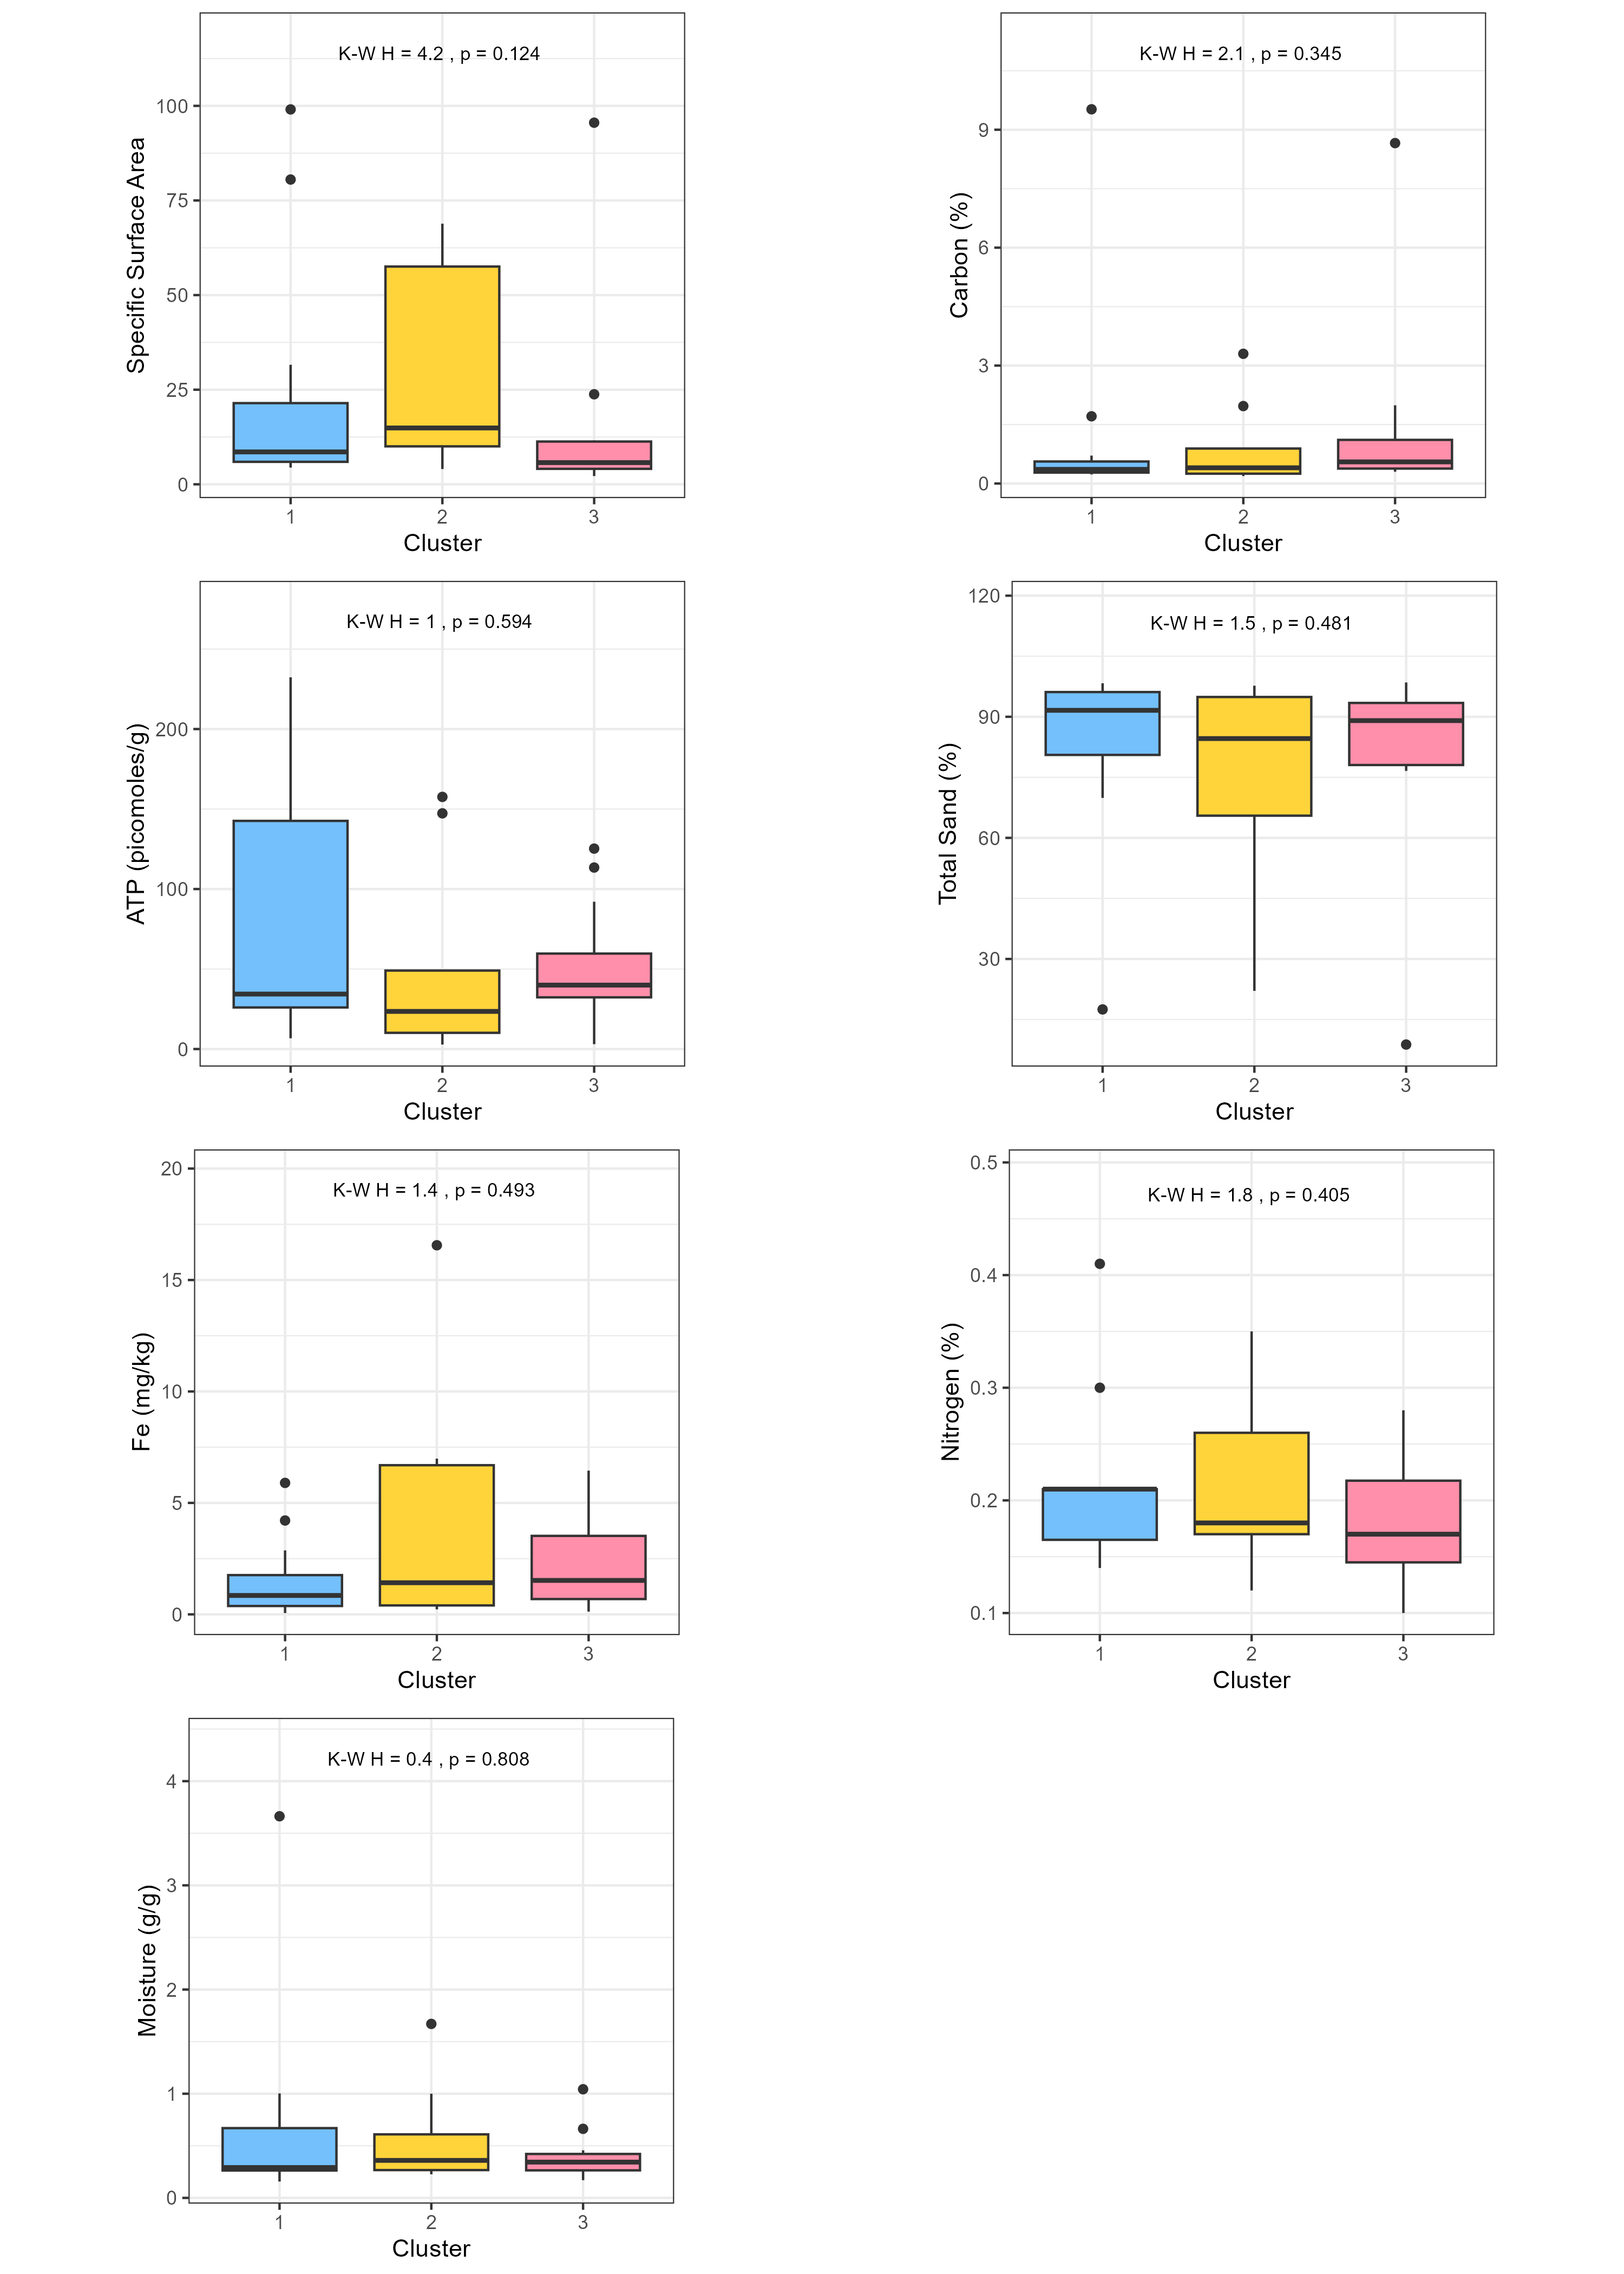 K-W H = 4.2 , p = 0.124
Specific Surface Area
100
75
50
25
0
1 2 3
Cluster
K-W H = 2.1 , p = 0.345
Carbon (%)
9
6
3
0
1 2 3
Cluster
K-W H = 1 , p = 0.594
ATP (picomoles/g)
200
100
0
1 2 3
Cluster
K-W H = 1.5 , p = 0.481
Total Sand (%)
120
90
60
30
1 2 3
Cluster
K-W H = 1.4 , p = 0.493
Fe (mg/kg)
20
15
10
5
0
1 2 3
Cluster
K-W H = 1.8 , p = 0.405
Nitrogen (%)
0.5
0.4
0.3
0.2
0.1
1 2 3
Cluster
K-W H = 0.4 , p = 0.808
Moisture (g/g)
4
3
2
1
0
1 2 3
Cluster